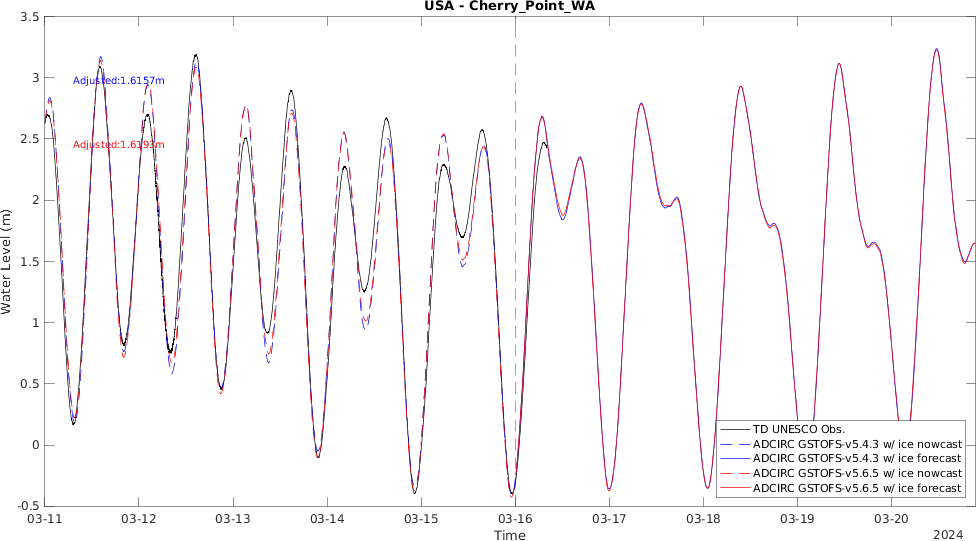 USA - Cherry_Point_WA
3.5
3
2.5
2
1.5
1
0.5
0
-0.5
Water Level (m)
Adjusted:1.6157m
Adjusted:1.6193m
TD UNESCO Obs.
ADCIRC GSTOFS-v5.4.3 w/ ice nowcast
ADCIRC GSTOFS-v5.4.3 w/ ice forecast
ADCIRC GSTOFS-v5.6.5 w/ ice nowcast
ADCIRC GSTOFS-v5.6.5 w/ ice forecast
03-11 03-12 03-13 03-14 03-15 03-16 03-17 03-18 03-19 03-20
Time
2024